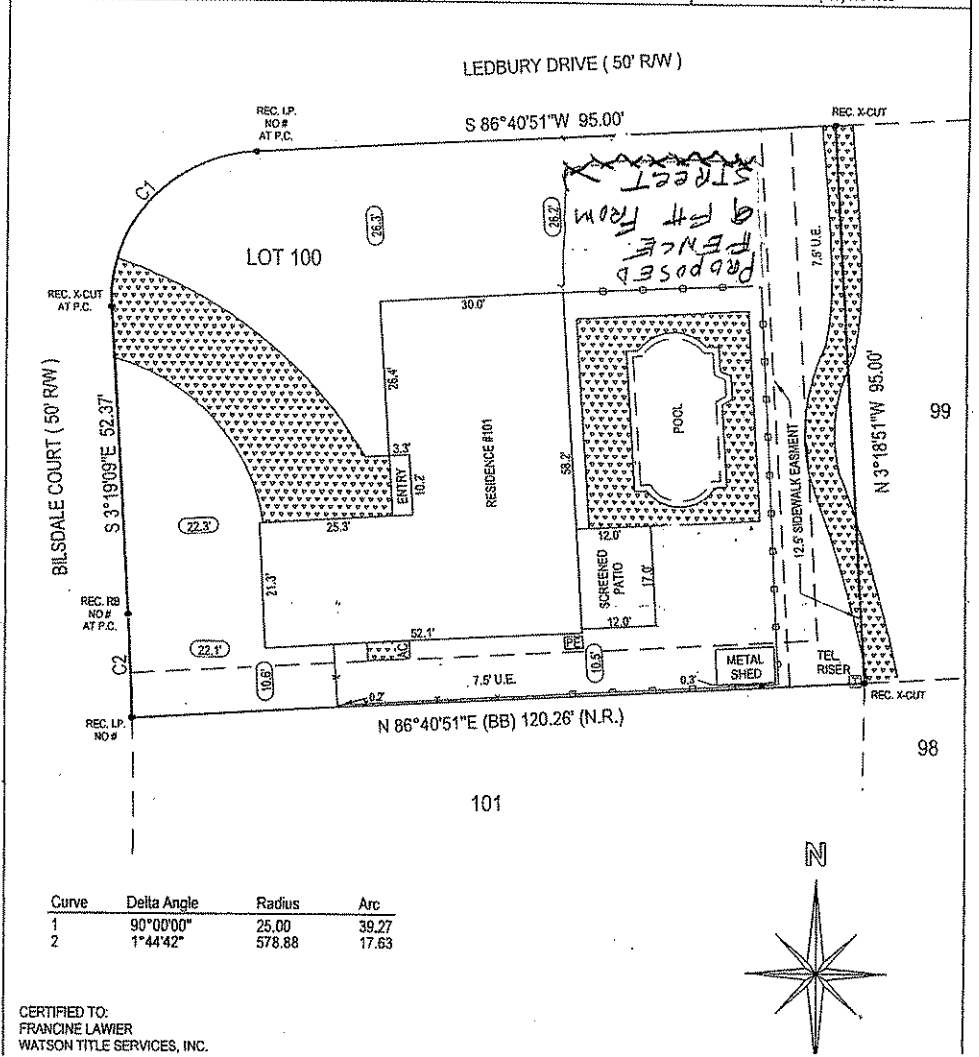 LEDBURY DRIVE ( 50' R/W )
REC. I.P.
NO #
AT P.C.
S 86°40'51"W 95.00'
REC. X-CUT
C1
STREET
9 Ft FROM
FENCE
PROPOSED
26.3'
26.2'
LOT 100
7.5' U.E.
REC. X-CUT
AT P.C.
30.0'
BILSDALE COURT ( 50' R/W )
S 3°19'09"E 52.37'
26.4'
3.3'
ENTRY
10.2'
RESIDENCE #101
58.2'
POOL
12.5' SIDEWALK EASMENT
N 3°18'51"W 95.00'
99
22.3'
25.3'
12.0'
SCREENED
PATIO
17.0'
12.0'
21.3'
REC. RB
NO #
AT P.C.
52.1'
22.1'
AC
PE
C2
10.6'
10.5'
7.5' U.E.
0.2'
0.3'
METAL
SHED
TEL.
RISER
REC. X-CUT
REC. I.P.
NO #
N 86°40'51"E (BB) 120.26' (N.R.)
98
101
N
Curve Delta Angle Radius Arc
1 90°00'00" 25.00 39.27
2 1°44'42" 578.88 17.63
CERTIFIED TO:
FRANCINE LAWIER
WATSON TITLE SERVICES, INC.